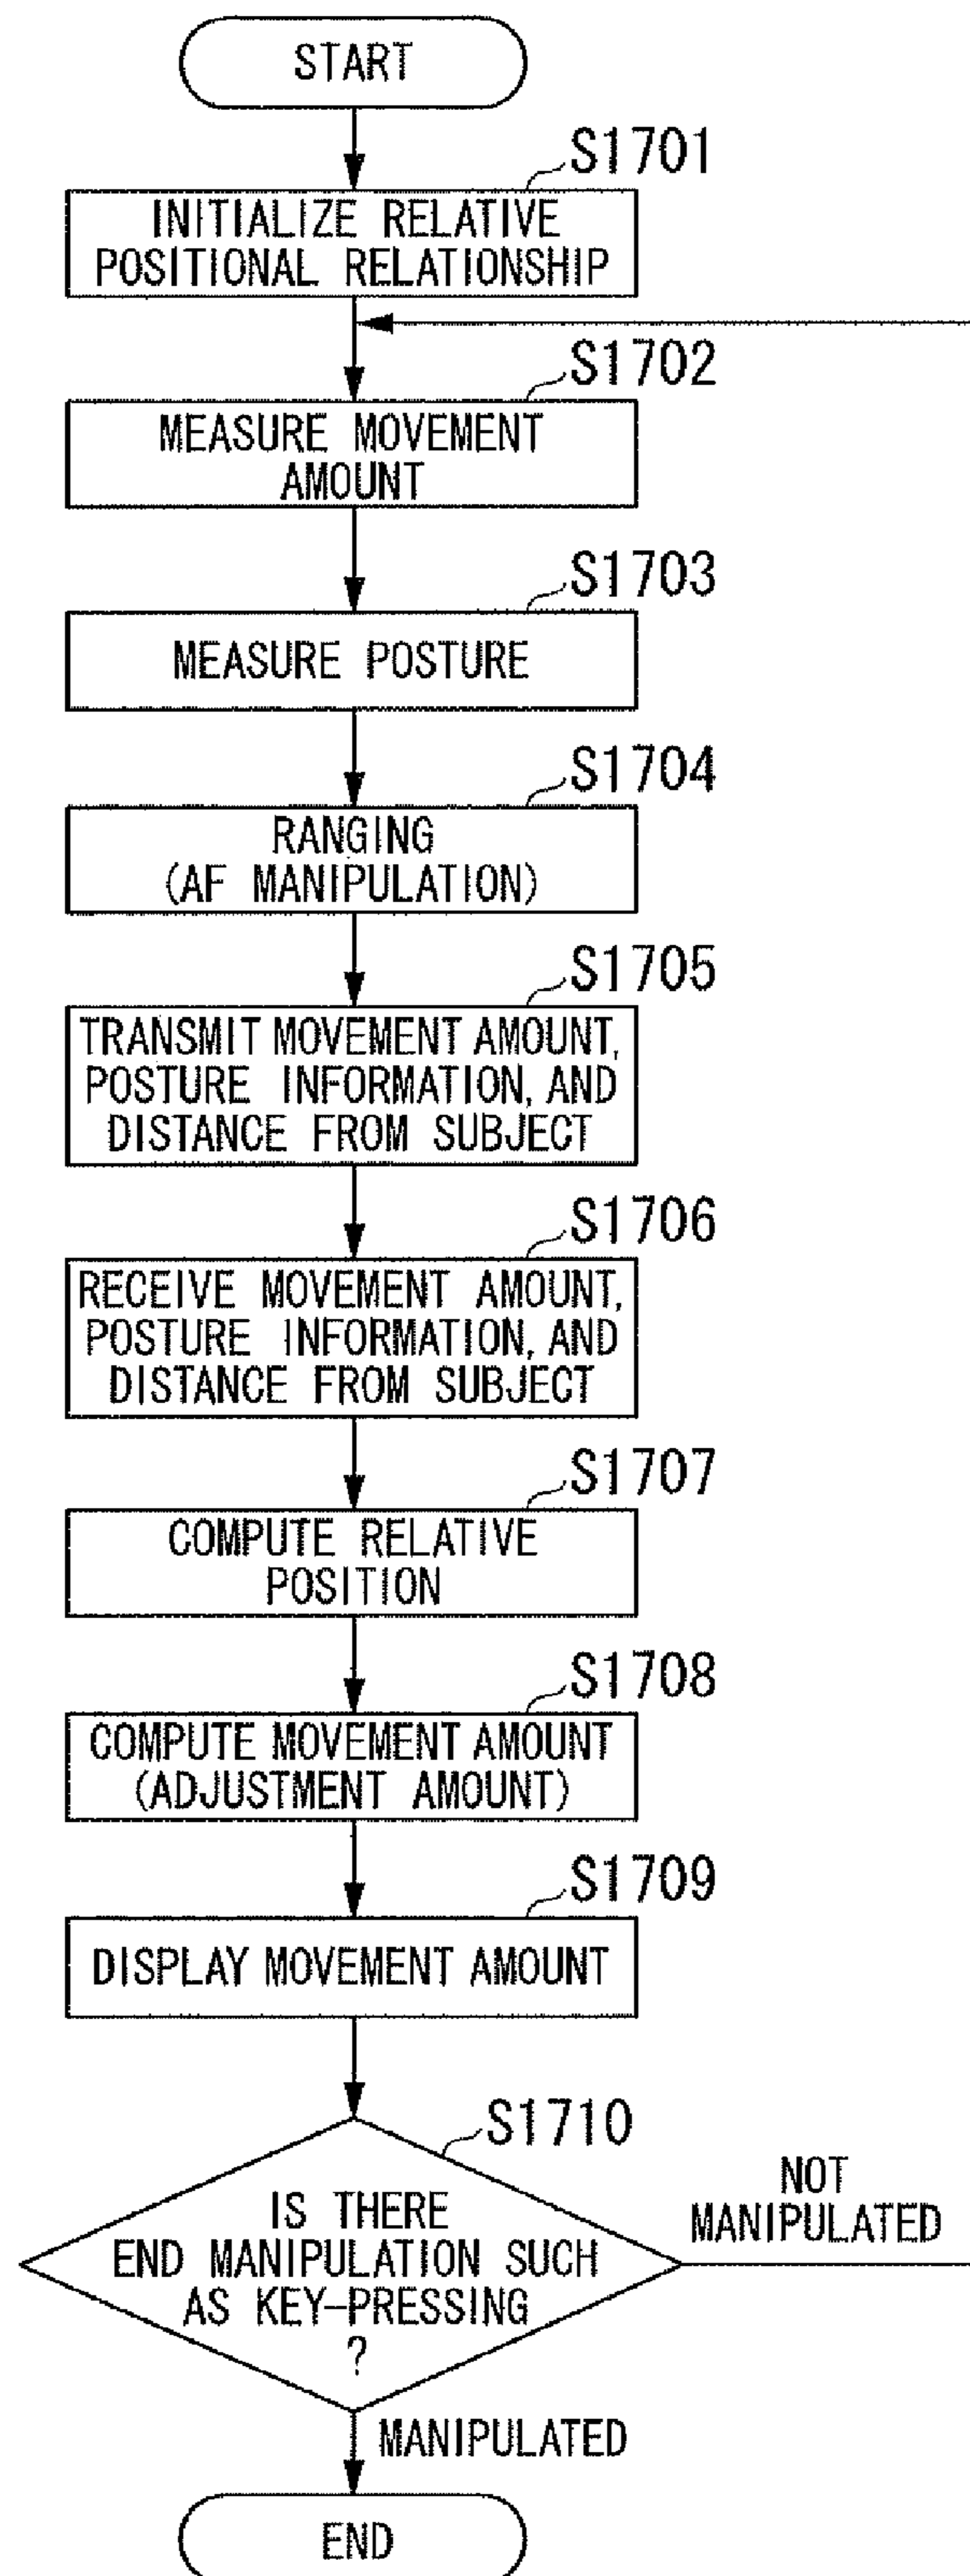 START
S1701
INITIALIZE RELATIVE
POSITIONAL RELATIONSHIP
S1702
MEASURE MOVEMENT
AMOUNT
S1703
MEASURE POSTURE
S1704
RANGING
(AF MANIPULATION)
S1705
TRANSMIT MOVEMENT AMOUNT,
POSTURE INFORMATION, AND
DISTANCE FROM SUBJECT
S1706
RECEIVE MOVEMENT AMOUNT,
POSTURE INFORMATION, AND
DISTANCE FROM SUBJECT
S1707
COMPUTE RELATIVE
POSITION
S1708
COMPUTE MOVEMENT AMOUNT
(ADJUSTMENT AMOUNT)
S1709
DISPLAY MOVEMENT AMOUNT
S1710
IS THERE
END MANIPULATION SUCH
AS KEY-PRESSING
?
NOT
MANIPULATED
MANIPULATED
END